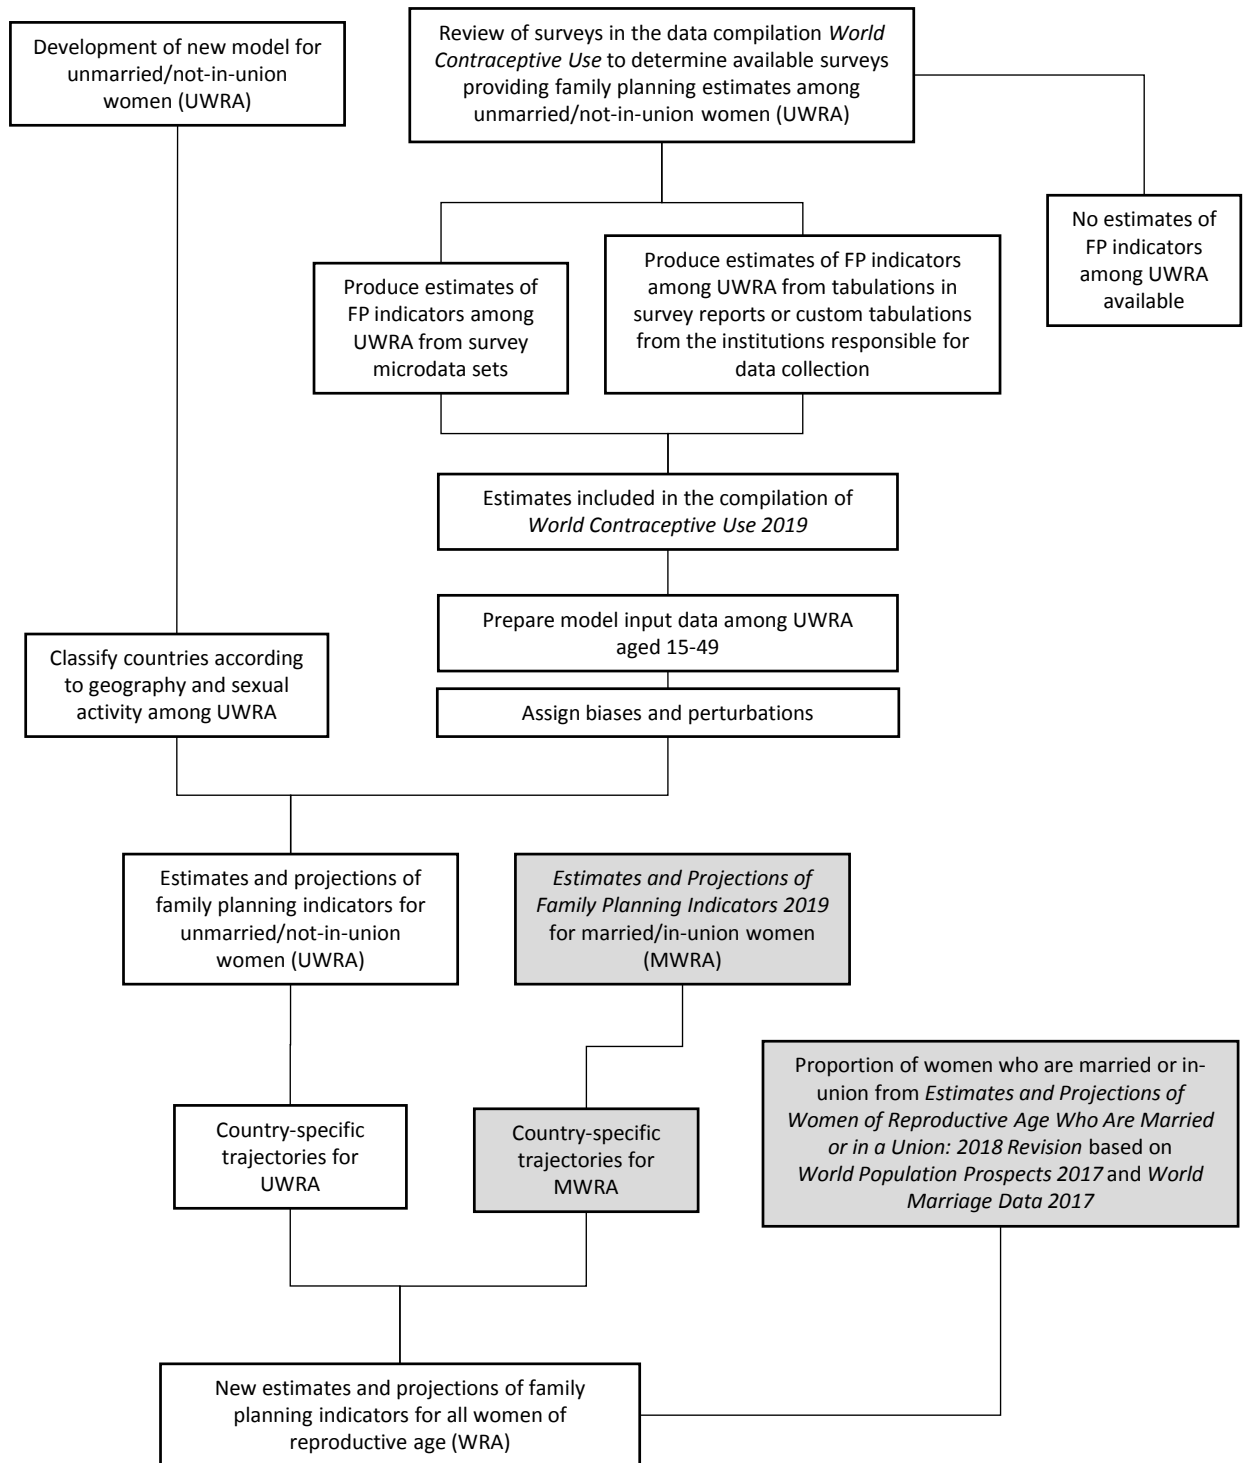 Development of new model for
unmarried/not-in-union
women (UWRA)
Review of surveys in the data compilation World
Contraceptive Use to determine available surveys
providing family planning estimates among
unmarried/not-in-union women (UWRA)
No estimates of
FP indicators
among UWRA
available
Produce estimates of
FP indicators among
UWRA from survey
microdata sets
Produce estimates of FP indicators
among UWRA from tabulations in
survey reports or custom tabulations
from the institutions responsible for
data collection
Estimates included in the compilation of
World Contraceptive Use 2019
Prepare model input data among UWRA
aged 15-49
Classify countries according
to geography and sexual
activity among UWRA
Assign biases and perturbations
Estimates and projections of
family planning indicators for
unmarried/not-in-union
women (UWRA)
Estimates and Projections of
Family Planning Indicators 2019
for married/in-union women
(MWRA)
Proportion of women who are married or in-
union from Estimates and Projections of
Women of Reproductive Age Who Are Married
or in a Union: 2018 Revision based on
World Population Prospects 2017 and World
Marriage Data 2017
Country-specific
trajectories for
UWRA
Country-specific
trajectories for
MWRA
New estimates and projections of family
planning indicators for all women of
reproductive age (WRA)